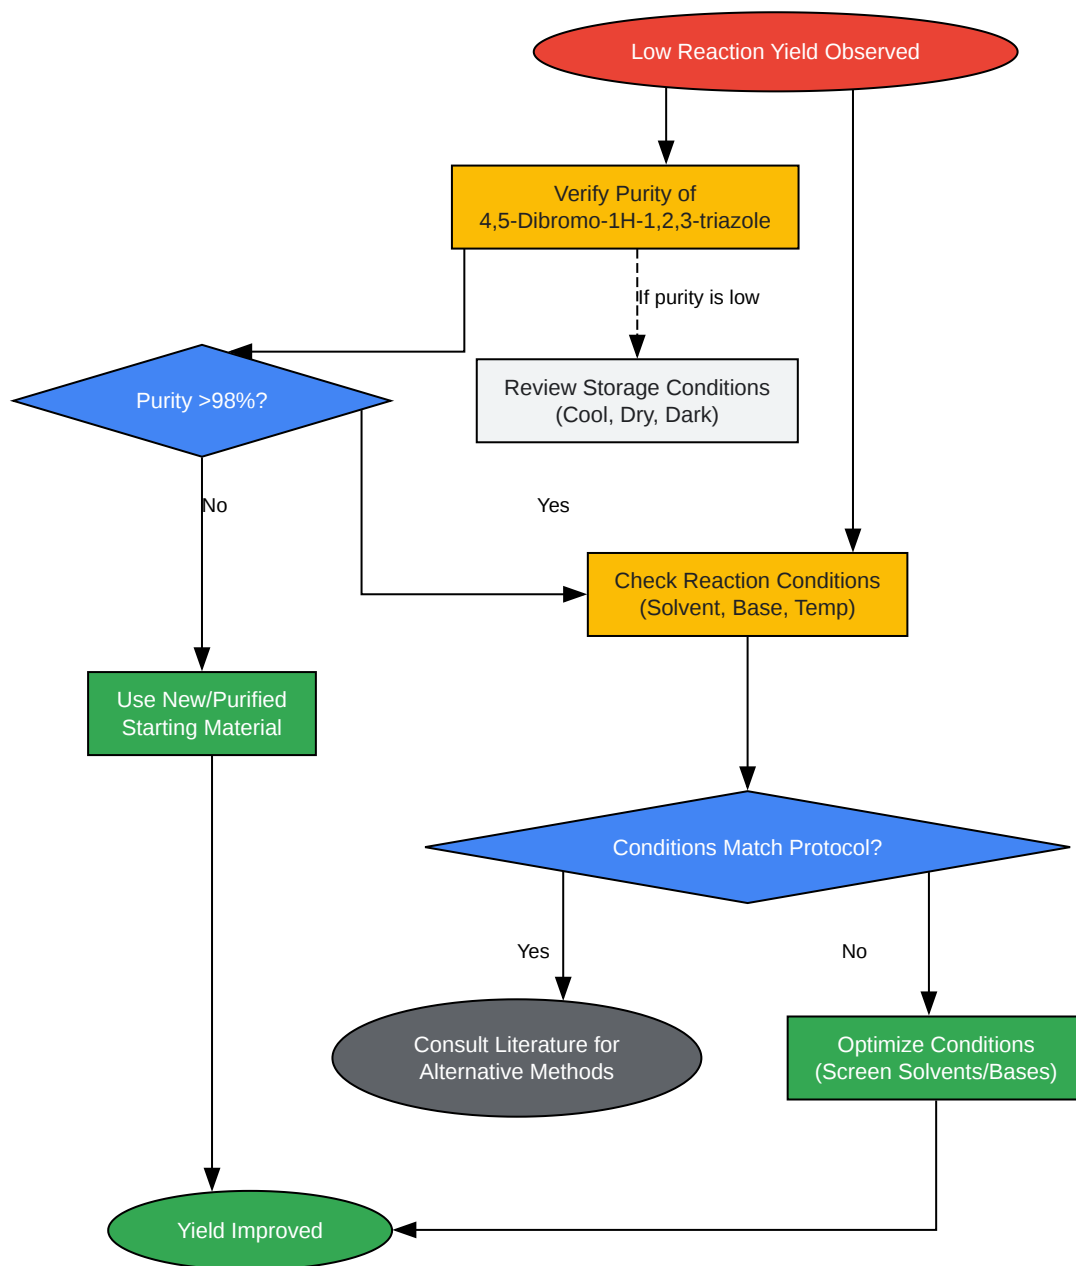 Low Reaction Yield Observed
Verify Purity of
4,5-Dibromo-1H-1,2,3-triazole
If purity is low
Purity >98%?
Review Storage Conditions
(Cool, Dry, Dark)
No
Yes
Check Reaction Conditions
(Solvent, Base, Temp)
Use New/Purified
Starting Material
Conditions Match Protocol?
Yes
No
Consult Literature for
Alternative Methods
Optimize Conditions
(Screen Solvents/Bases)
Yield Improved